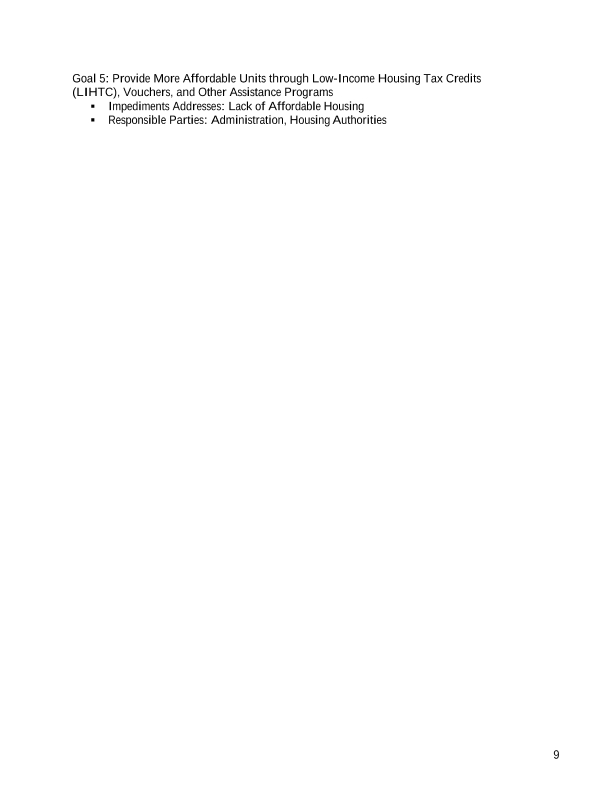 Goal 5: Provide More Affordable Units through Low-Income Housing Tax Credits
(LIHTC), Vouchers, and Other Assistance Programs
▪ Impediments Addresses: Lack of Affordable Housing
▪ Responsible Parties: Administration, Housing Authorities
9